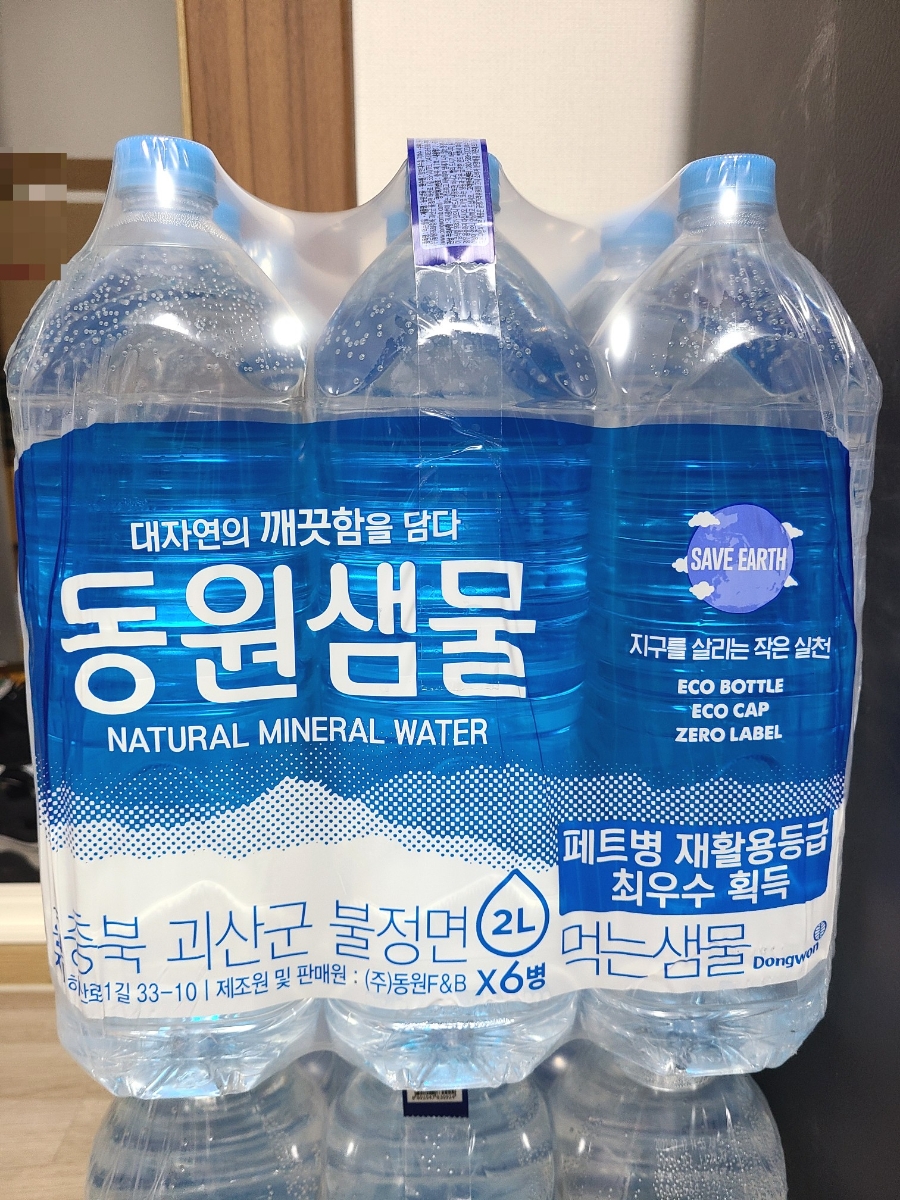 대자연의 깨끗함을 담다
동원샘물
NATURAL MINERAL WATER
SAVE EARTH
지구를 살리는 작은 실천
ECO BOTTLE
ECO CAP
ZERO LABEL
페트병 재활용등급
최우수 획득
충북 괴산군 불정면
2L
먹는샘물
Dongwon
한산로1길 33-10 | 제조원 및 판매원 : (주)동원F&B
X6병